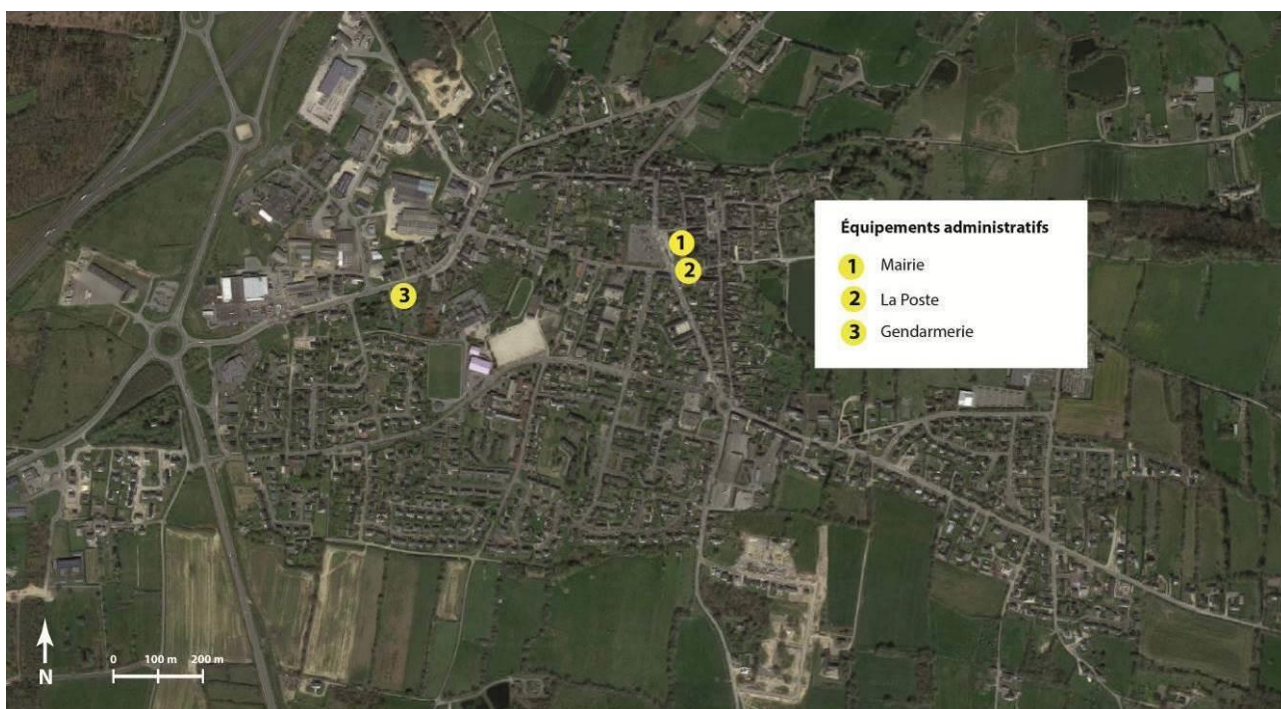 1
2
3
Équipements administratifs
1 Mairie
2 La Poste
3 Gendarmerie
N
0 100 m 200 m